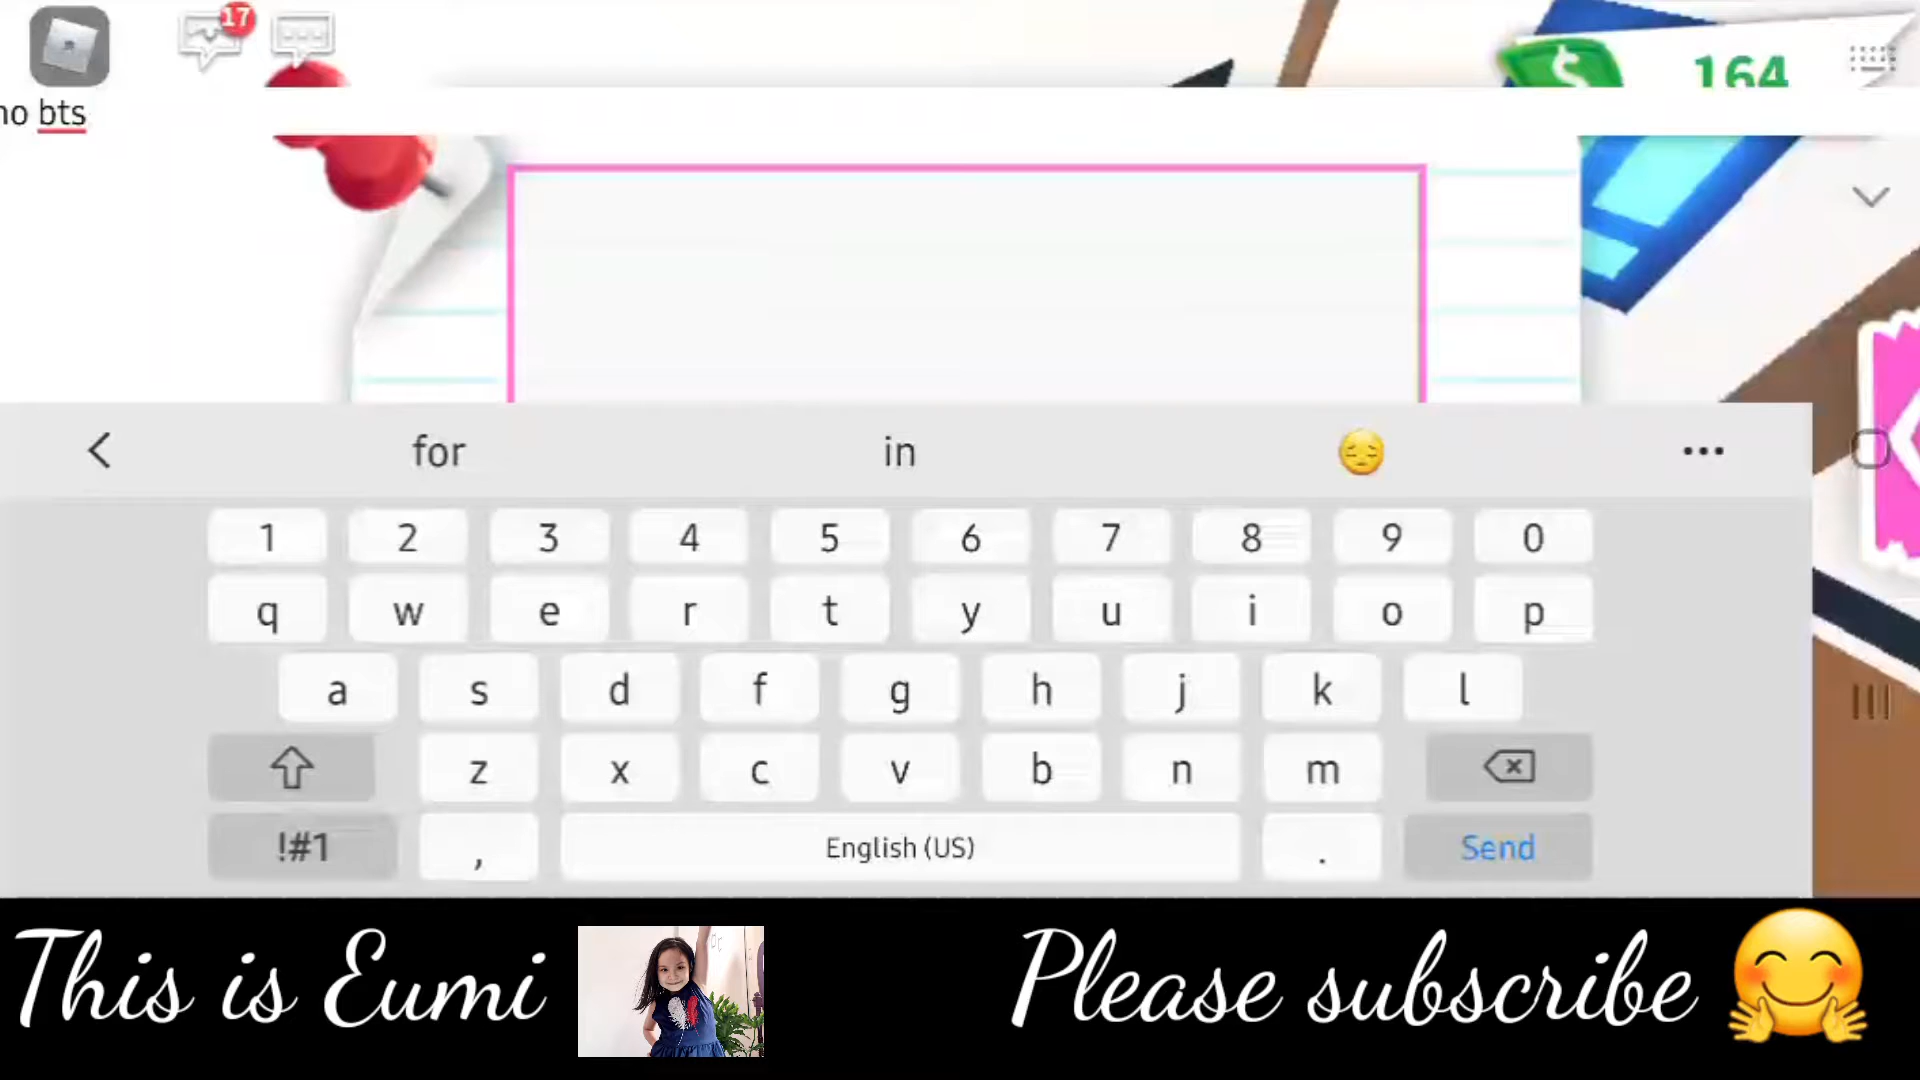 17
164
no bts
for in
1 2 3 4 5 6 7 8 9 0
q w e r t y u i o p
a s d f g h j k l
z x c v b n m
!#1 , English (US) . Send
This is Eumi Please subscribe